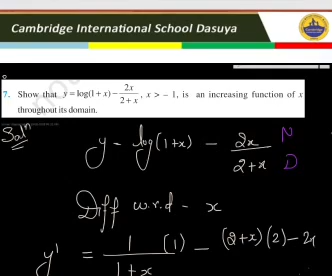 Cambridge International School Dasuya
7. Show that y = log(1 + x) − 2x/(2 + x), x > − 1, is an increasing function of x
throughout its domain.
Solⁿ
y = log(1+x) − 2x/(2+x) N D
Diff w.r.d − x
y' = 1/(1+x) (1) − (2+x)(2) − 2x